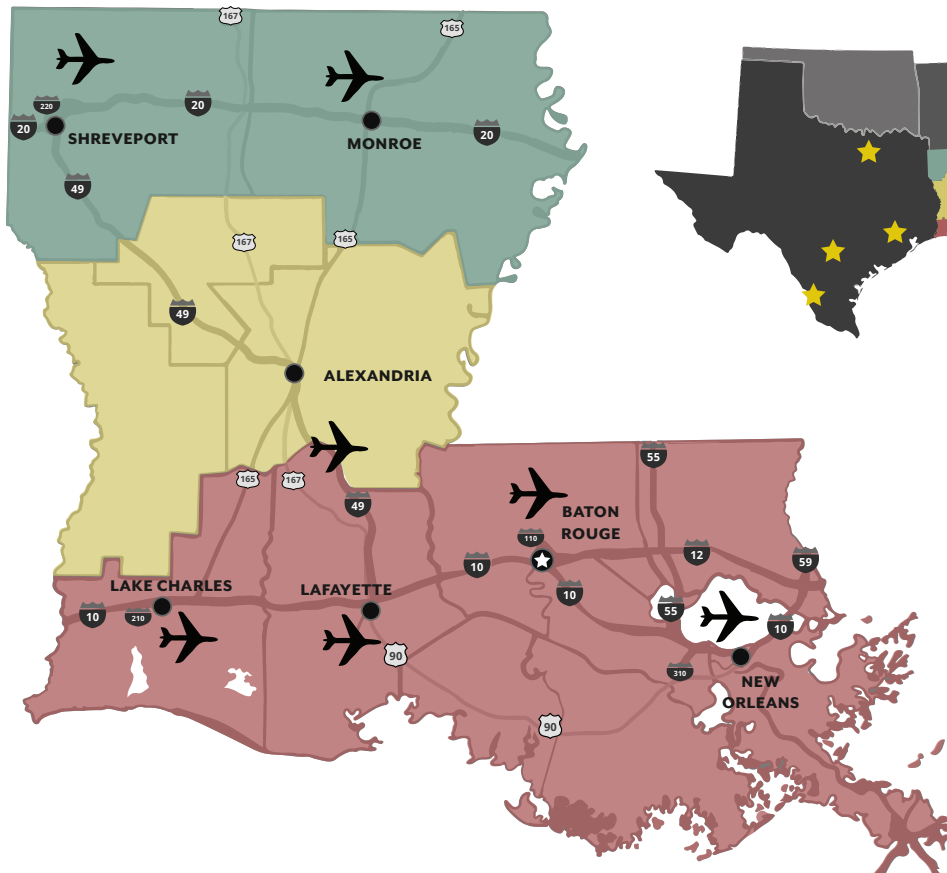 167
165
220
20
20
20
SHREVEPORT
MONROE
49
167
165
49
ALEXANDRIA
165
167
49
55
BATON
ROUGE
110
10
12
59
LAKE CHARLES
LAFAYETTE
10
210
10
55
10
90
310
NEW
ORLEANS
90